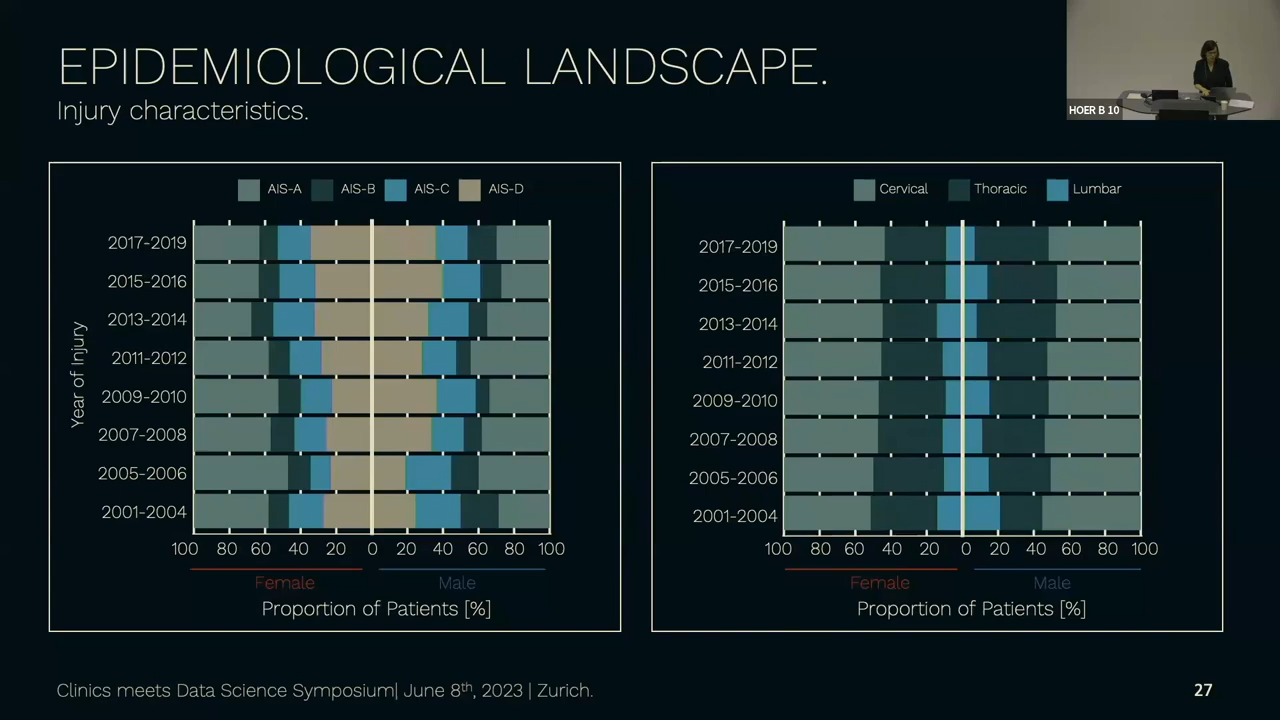 EPIDEMIOLOGICAL LANDSCAPE.
Injury characteristics.
HOER B 10
AIS-A AIS-B AIS-C AIS-D
Year of Injury
2017-2019
2015-2016
2013-2014
2011-2012
2009-2010
2007-2008
2005-2006
2001-2004
100 80 60 40 20 0 20 40 60 80 100
Female Male
Proportion of Patients [%]
Cervical Thoracic Lumbar
2017-2019
2015-2016
2013-2014
2011-2012
2009-2010
2007-2008
2005-2006
2001-2004
100 80 60 40 20 0 20 40 60 80 100
Female Male
Proportion of Patients [%]
Clinics meets Data Science Symposium| June 8th, 2023 | Zurich.
27